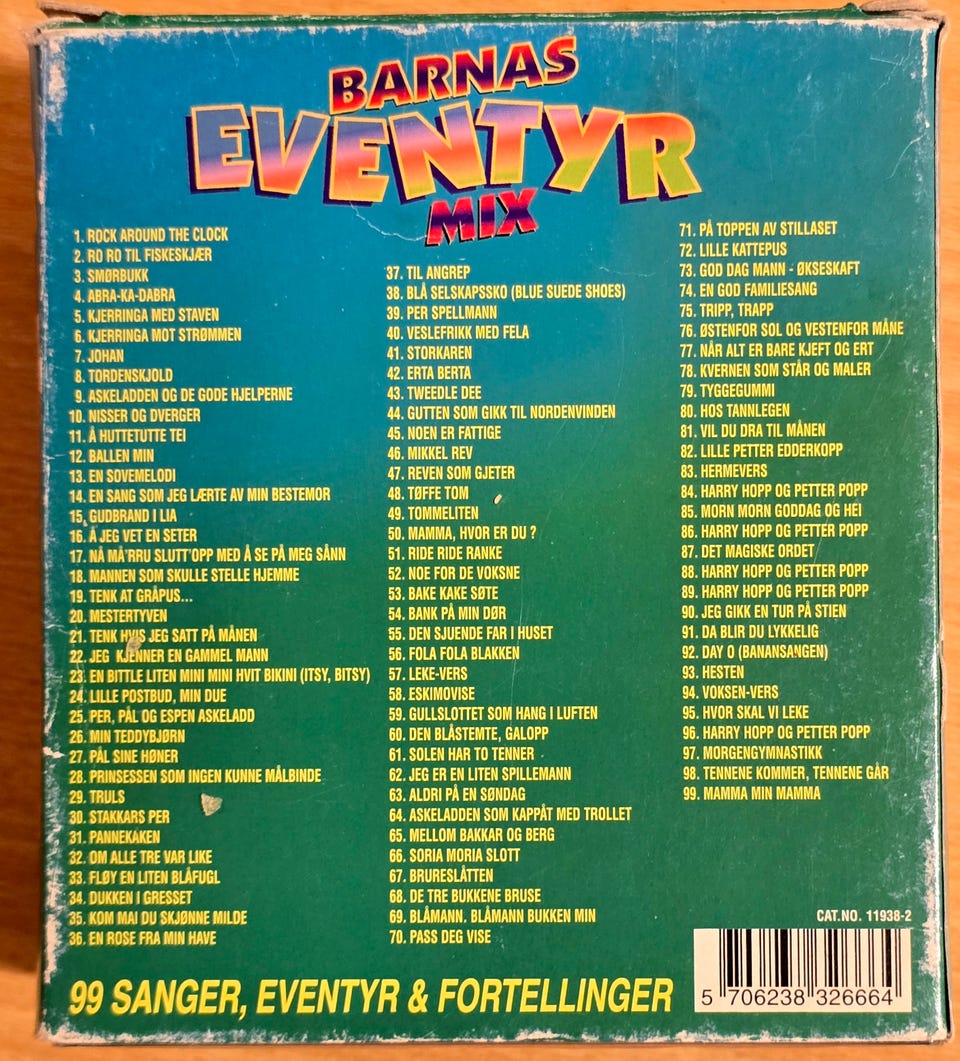 BARNAS
EVENTYR
MIX
1. ROCK AROUND THE CLOCK
2. RO RO TIL FISKESKJÆR
3. SMØRBUKK
4. ABRA-KA-DABRA
5. KJERRINGA MED STAVEN
6. KJERRINGA MOT STRØMMEN
7. JOHAN
8. TORDENSKJOLD
9. ASKELADDEN OG DE GODE HJELPERNE
10. NISSER OG DVERGER
11. Å HUTTETUTTE TEI
12. BALLEN MIN
13. EN SOVEMELODI
14. EN SANG SOM JEG LÆRTE AV MIN BESTEMOR
15. GUDBRAND I LIA
16. Å JEG VET EN SETER
17. NÅ MÅ'RRU SLUTT'OPP MED Å SE PÅ MEG SÅNN
18. MANNEN SOM SKULLE STELLE HJEMME
19. TENK AT GRÅPUS...
20. MESTERTYVEN
21. TENK HVIS JEG SATT PÅ MÅNEN
22. JEG KJENNER EN GAMMEL MANN
23. EN BITTLE LITEN MINI MINI HVIT BIKINI (ITSY, BITSY)
24. LILLE POSTBUD, MIN DUE
25. PER, PÅL OG ESPEN ASKELADD
26. MIN TEDDYBJØRN
27. PÅL SINE HØNER
28. PRINSESSEN SOM INGEN KUNNE MÅLBINDE
29. TRULS
30. STAKKARS PER
31. PANNEKAKEN
32. OM ALLE TRE VAR LIKE
33. FLØY EN LITEN BLÅFUGL
34. DUKKEN I GRESSET
35. KOM MAI DU SKJØNNE MILDE
36. EN ROSE FRA MIN HAVE
37. TIL ANGREP
38. BLÅ SELSKAPSSKO (BLUE SUEDE SHOES)
39. PER SPELLMANN
40. VESLEFRIKK MED FELA
41. STORKAREN
42. ERTA BERTA
43. TWEEDLE DEE
44. GUTTEN SOM GIKK TIL NORDENVINDEN
45. NOEN ER FATTIGE
46. MIKKEL REV
47. REVEN SOM GJETER
48. TØFFE TOM
49. TOMMELITEN
50. MAMMA, HVOR ER DU ?
51. RIDE RIDE RANKE
52. NOE FOR DE VOKSNE
53. BAKE KAKE SØTE
54. BANK PÅ MIN DØR
55. DEN SJUENDE FAR I HUSET
56. FOLA FOLA BLAKKEN
57. LEKE-VERS
58. ESKIMOVISE
59. GULLSLOTTET SOM HANG I LUFTEN
60. DEN BLÅSTEMTE, GALOPP
61. SOLEN HAR TO TENNER
62. JEG ER EN LITEN SPILLEMANN
63. ALDRI PÅ EN SØNDAG
64. ASKELADDEN SOM KAPPÅT MED TROLLET
65. MELLOM BAKKAR OG BERG
66. SORIA MORIA SLOTT
67. BRURESLÅTTEN
68. DE TRE BUKKENE BRUSE
69. BLÅMANN, BLÅMANN BUKKEN MIN
70. PASS DEG VISE
71. PÅ TOPPEN AV STILLASET
72. LILLE KATTEPUS
73. GOD DAG MANN - ØKSESKAFT
74. EN GOD FAMILIESANG
75. TRIPP, TRAPP
76. ØSTENFOR SOL OG VESTENFOR MÅNE
77. NÅR ALT ER BARE KJEFT OG ERT
78. KVERNEN SOM STÅR OG MALER
79. TYGGEGUMMI
80. HOS TANNLEGEN
81. VIL DU DRA TIL MÅNEN
82. LILLE PETTER EDDERKOPP
83. HERMEVERS
84. HARRY HOPP OG PETTER POPP
85. MORN MORN GODDAG OG HEI
86. HARRY HOPP OG PETTER POPP
87. DET MAGISKE ORDET
88. HARRY HOPP OG PETTER POPP
89. HARRY HOPP OG PETTER POPP
90. JEG GIKK EN TUR PÅ STIEN
91. DA BLIR DU LYKKELIG
92. DAY O (BANANSANGEN)
93. HESTEN
94. VOKSEN-VERS
95. HVOR SKAL VI LEKE
96. HARRY HOPP OG PETTER POPP
97. MORGENGYMNASTIKK
98. TENNENE KOMMER, TENNENE GÅR
99. MAMMA MIN MAMMA
99 SANGER, EVENTYR & FORTELLINGER
CAT.NO. 11938-2
5 706238 326664